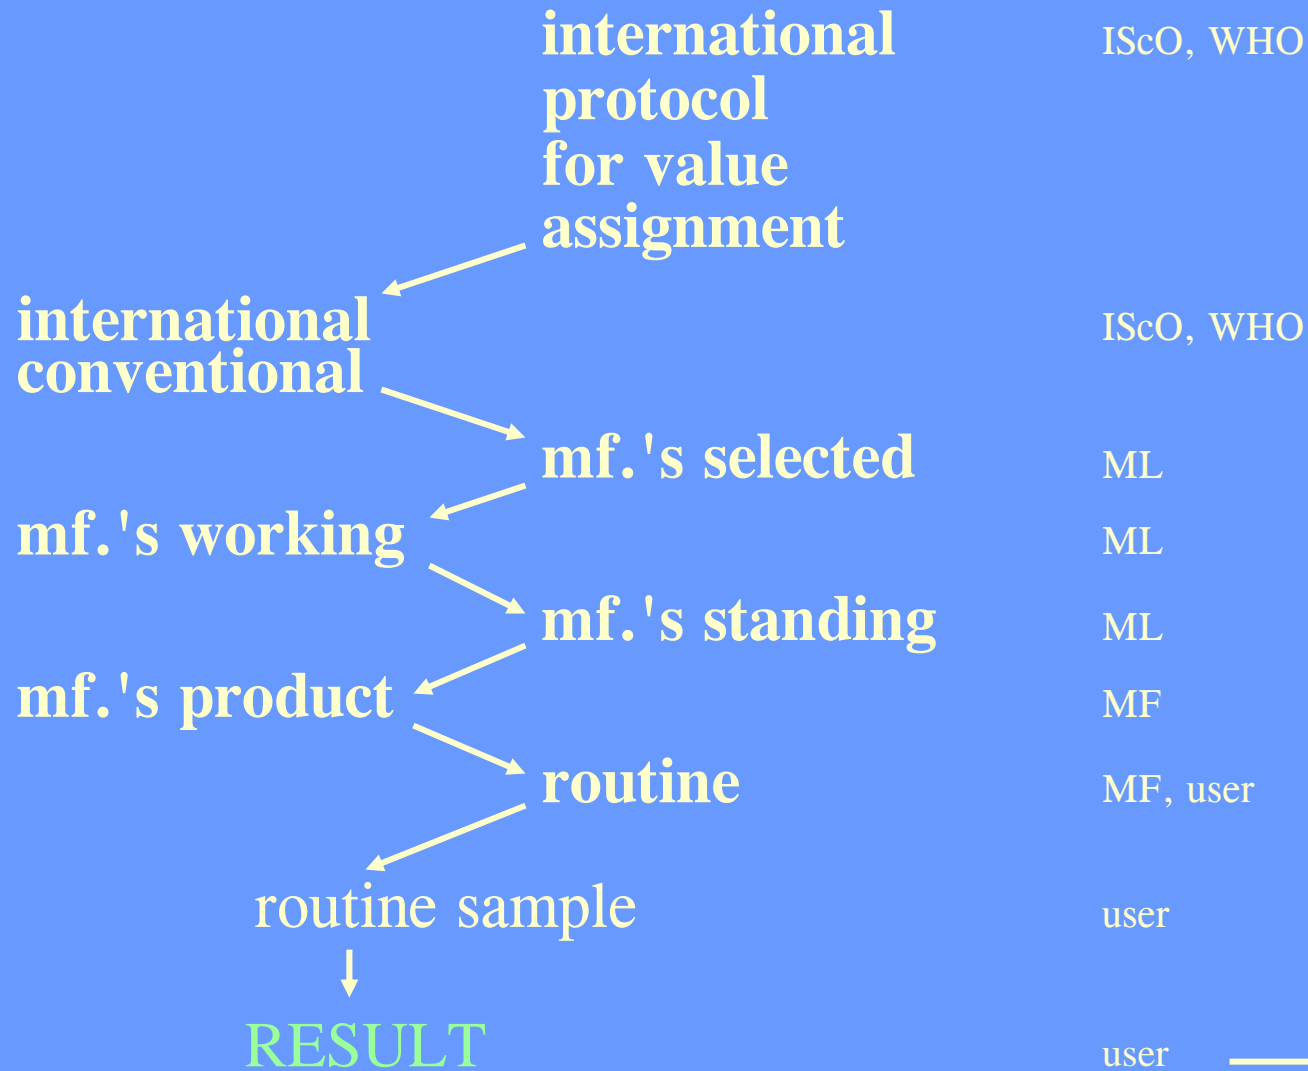 international IScO, WHO
protocol
for value
assignment
international IScO, WHO
conventional
mf.'s selected ML
mf.'s working ML
mf.'s standing ML
mf.'s product MF
routine MF, user
routine sample user
RESULT user